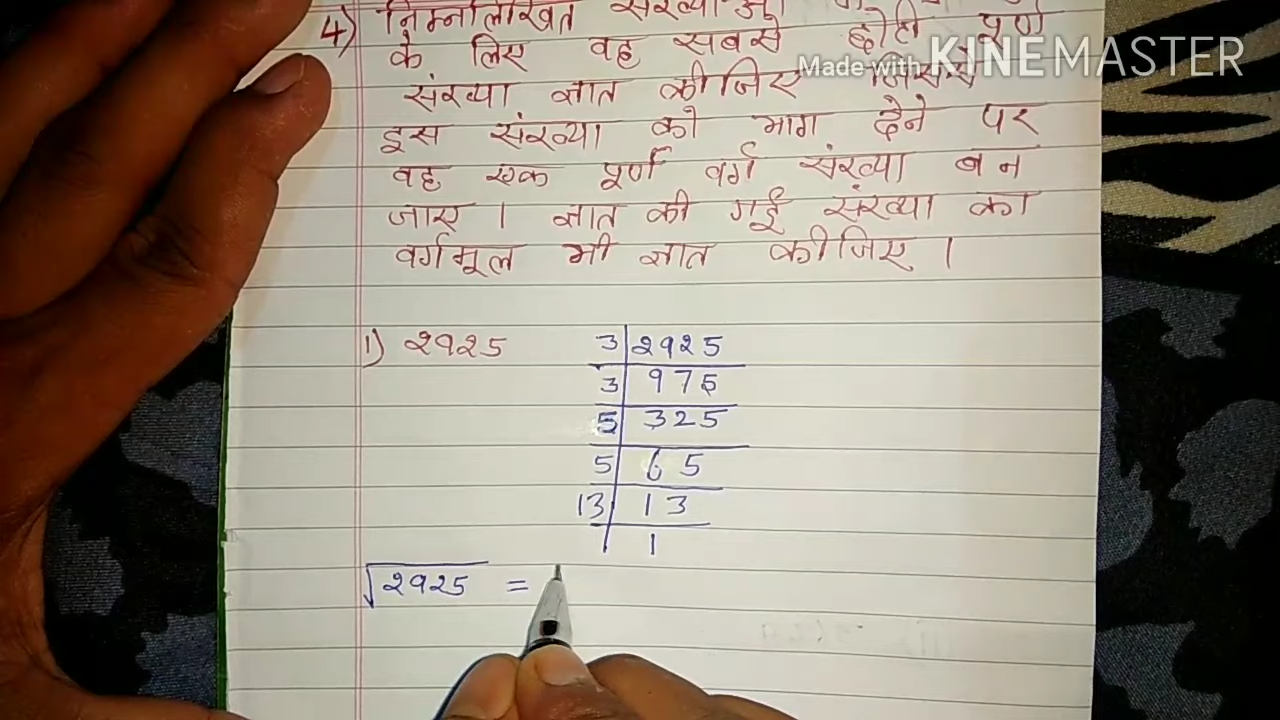 4) निम्नलिखित संख्याओं
के लिए वह सबसे छोटी पूर्ण
Made with KINEMASTER
संख्या ज्ञात कीजिए जिससे
इस संख्या को भाग देने पर
वह एक पूर्ण वर्ग संख्या बन
जाए । ज्ञात की गई संख्या का
वर्गमूल भी ज्ञात कीजिए ।
1) 2925
3 2925
3 975
5 325
5 65
13 13
1
√2925 =